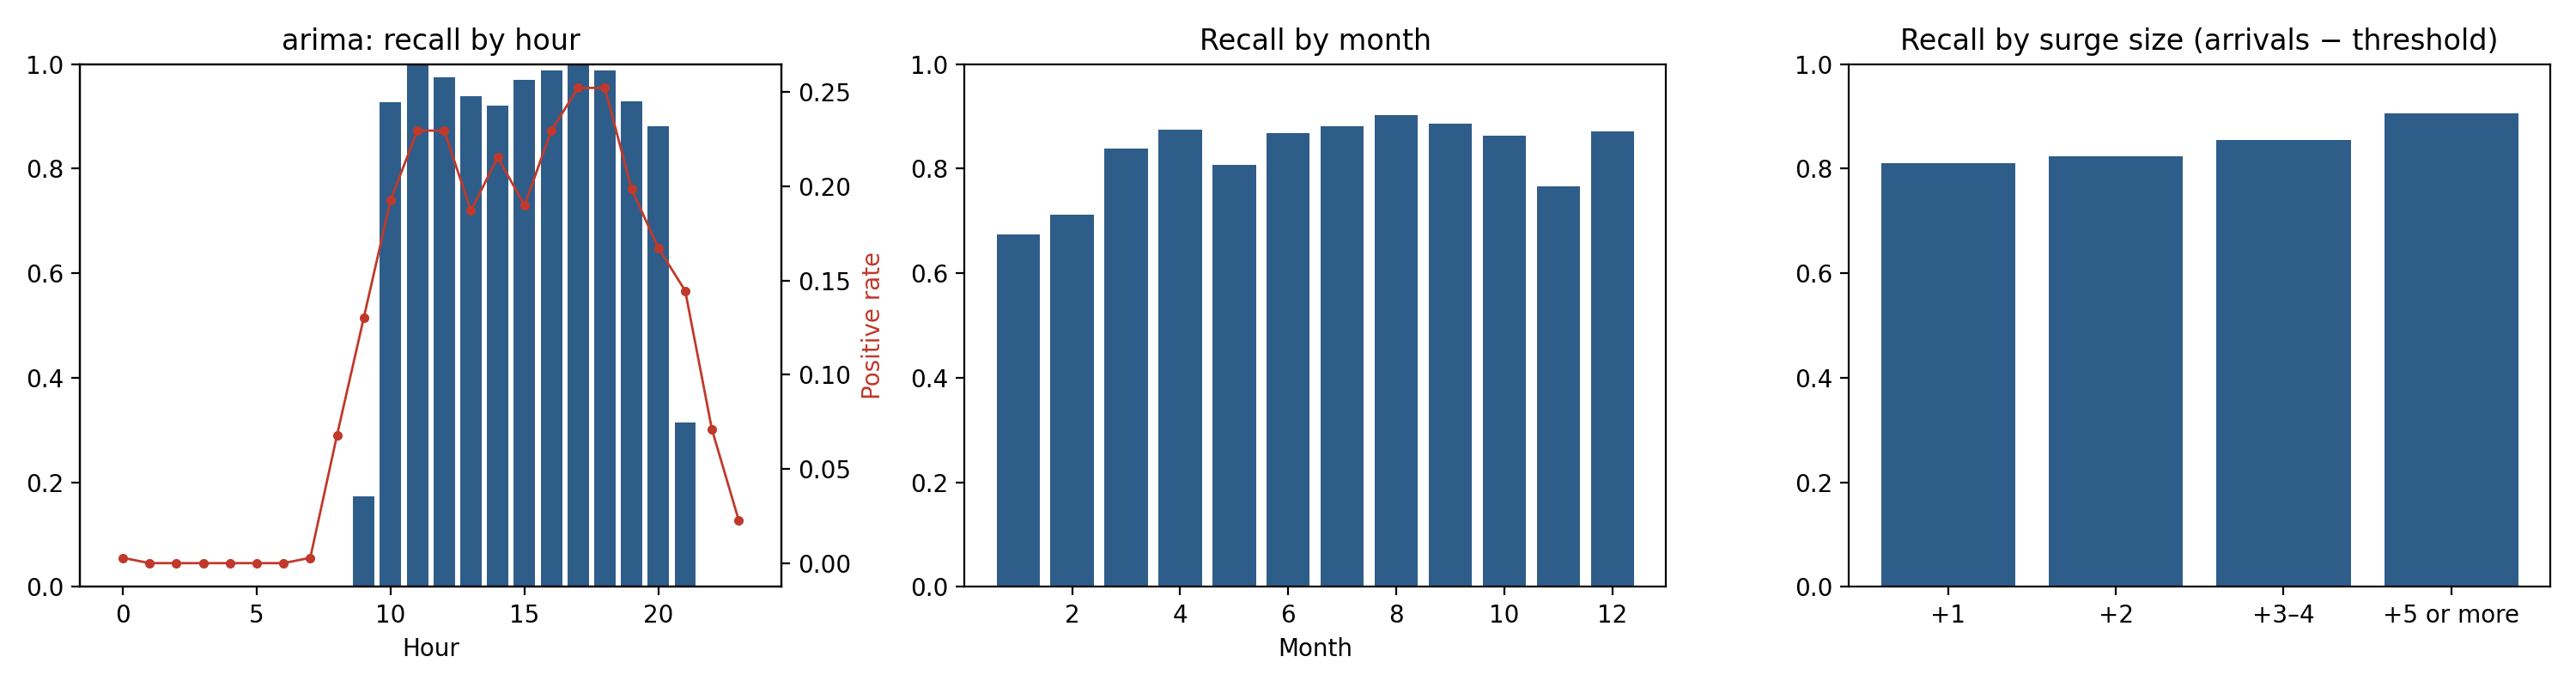 arima: recall by hour
1.0
0.8
0.6
0.4
0.2
0.0
0 5 10 15 20
Hour
0.25
0.20
0.15
0.10
0.05
0.00
Positive rate
Recall by month
1.0
0.8
0.6
0.4
0.2
0.0
2 4 6 8 10 12
Month
Recall by surge size (arrivals − threshold)
1.0
0.8
0.6
0.4
0.2
0.0
+1 +2 +3–4 +5 or more